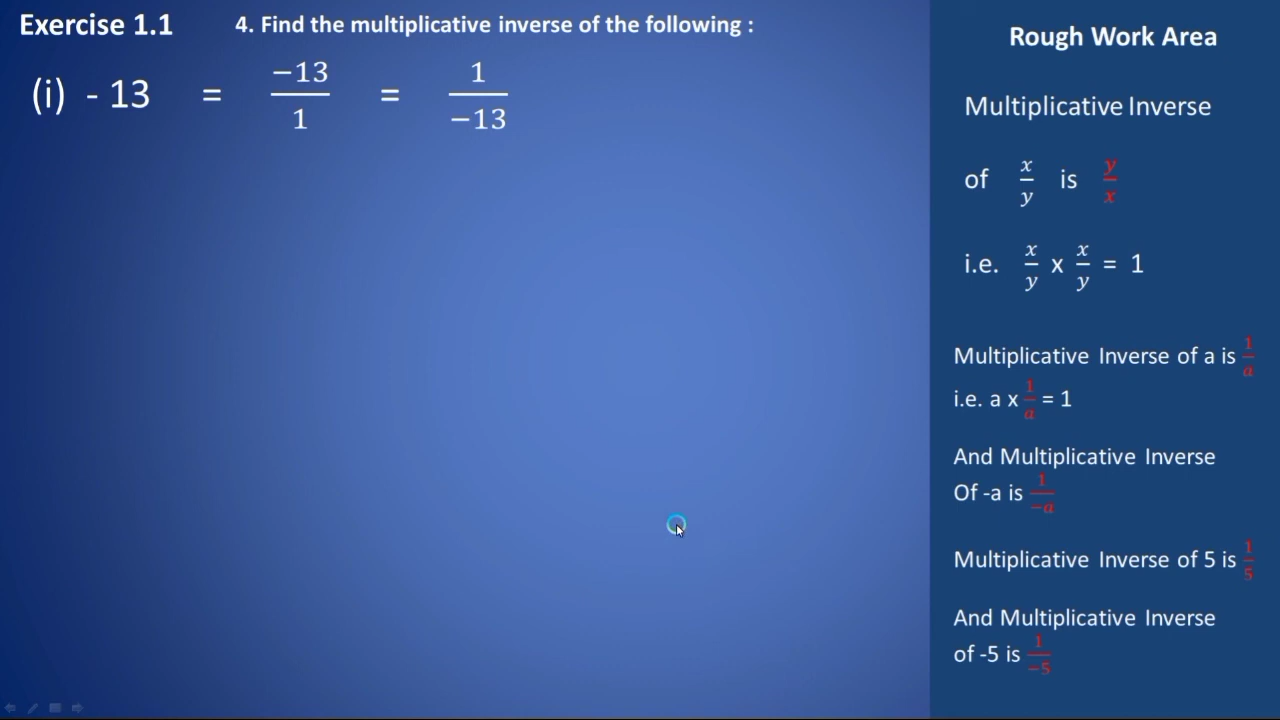 Exercise 1.1 4. Find the multiplicative inverse of the following :
(i) - 13 = −13/1 = 1/−13
Rough Work Area
Multiplicative Inverse
of x/y is y/x
i.e. x/y x x/y = 1
Multiplicative Inverse of a is 1/a
i.e. a x 1/a = 1
And Multiplicative Inverse
Of -a is 1/−a
Multiplicative Inverse of 5 is 1/5
And Multiplicative Inverse
of -5 is 1/−5